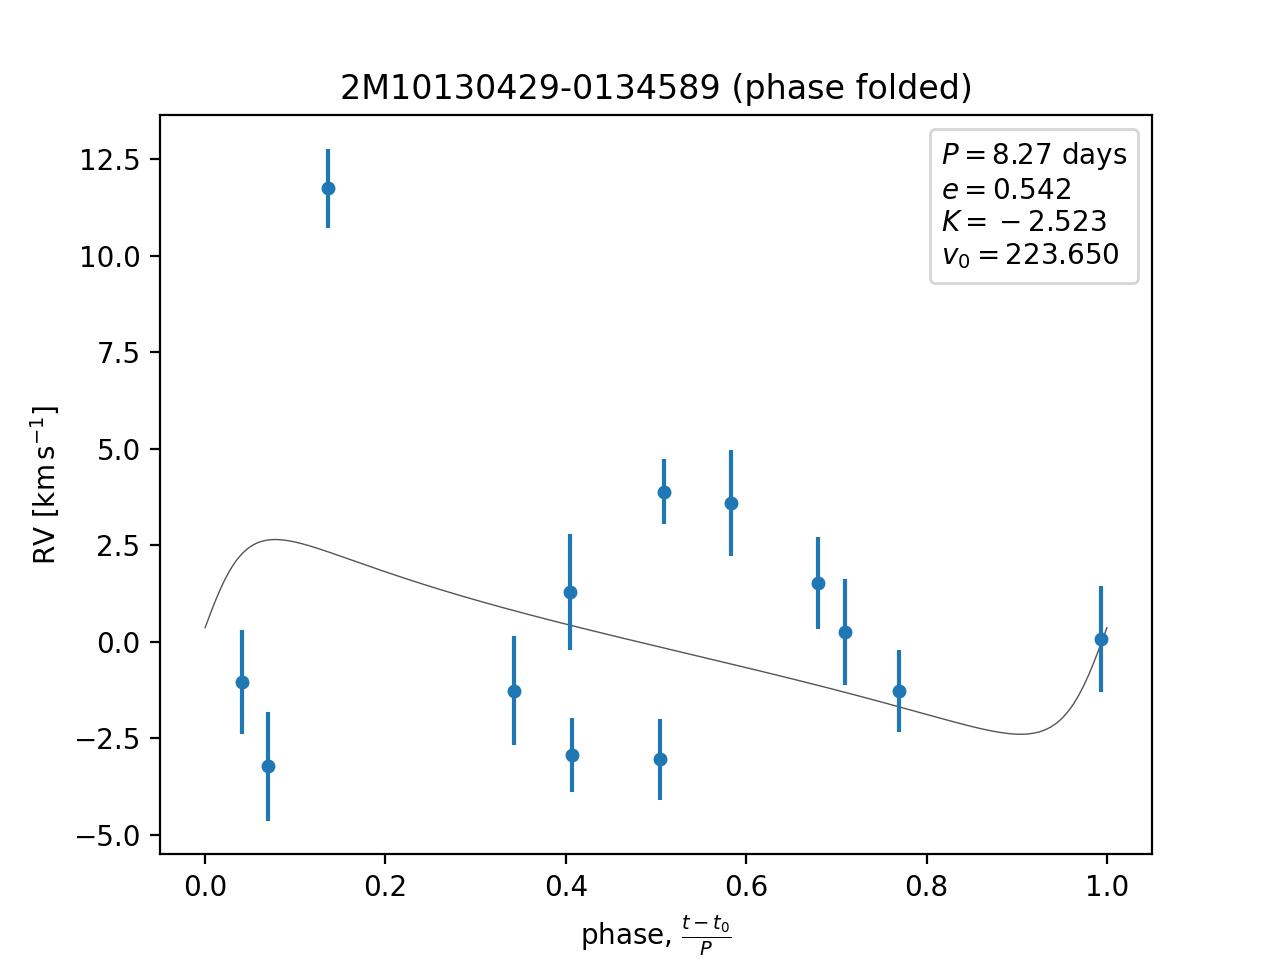 2M10130429-0134589 (phase folded)
P = 8.27 days
e = 0.542
K = −2.523
v₀ = 223.650
12.5
10.0
7.5
5.0
2.5
0.0
−2.5
−5.0
RV [km s⁻¹]
0.0 0.2 0.4 0.6 0.8 1.0
phase, (t − t₀)/P